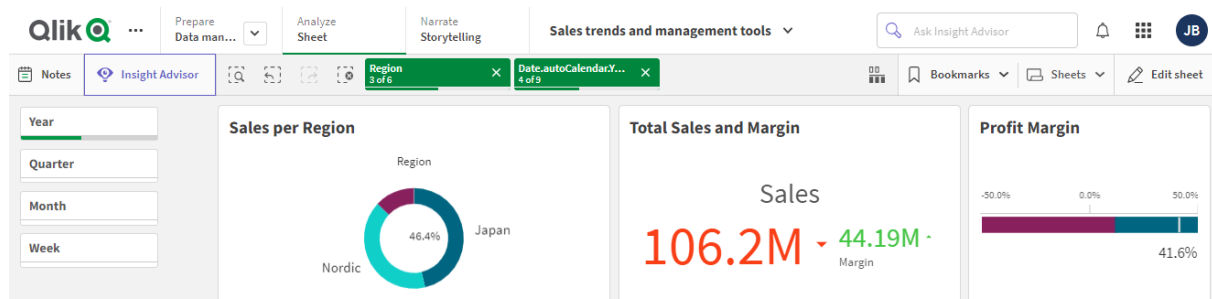 Qlik
...
Prepare
Data man...
Analyze
Sheet
Narrate
Storytelling
Sales trends and management tools
Ask Insight Advisor
JB
Notes
Insight Advisor
Region
3 of 6
Date.autoCalendar.Y...
4 of 9
Bookmarks
Sheets
Edit sheet
Year
Quarter
Month
Week
Sales per Region
Region
46.4%
Japan
Nordic
Total Sales and Margin
Sales
106.2M
44.19M
Margin
Profit Margin
-50.0% 0.0% 50.0%
41.6%